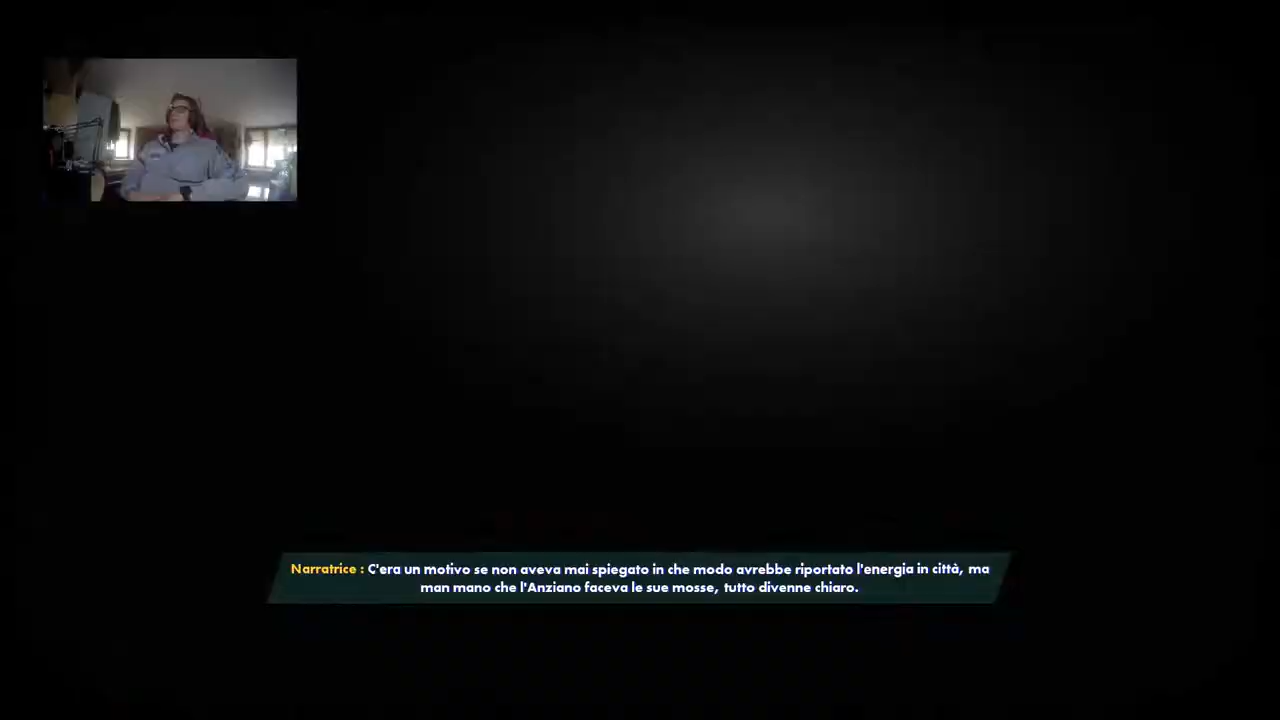 Narratrice : C'era un motivo se non aveva mai spiegato in che modo avrebbe riportato l'energia in città, ma
man mano che l'Anziano faceva le sue mosse, tutto divenne chiaro.